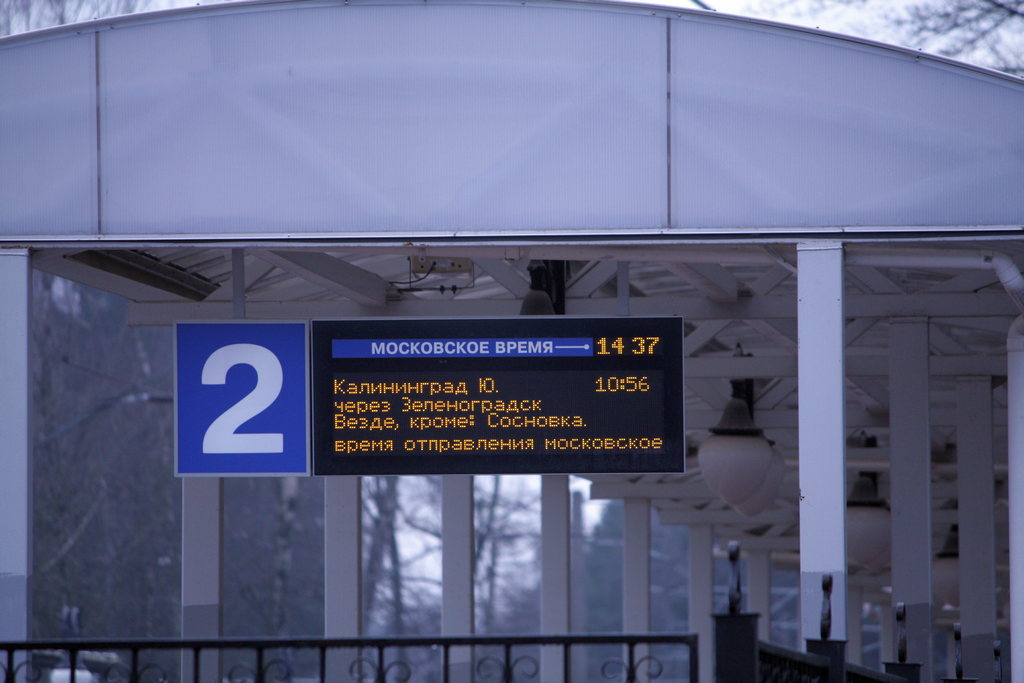 2
МОСКОВСКОЕ ВРЕМЯ 14 37
Калининград Ю. 10:56
через Зеленоградск
Везде, кроме: Сосновка.
время отправления московское